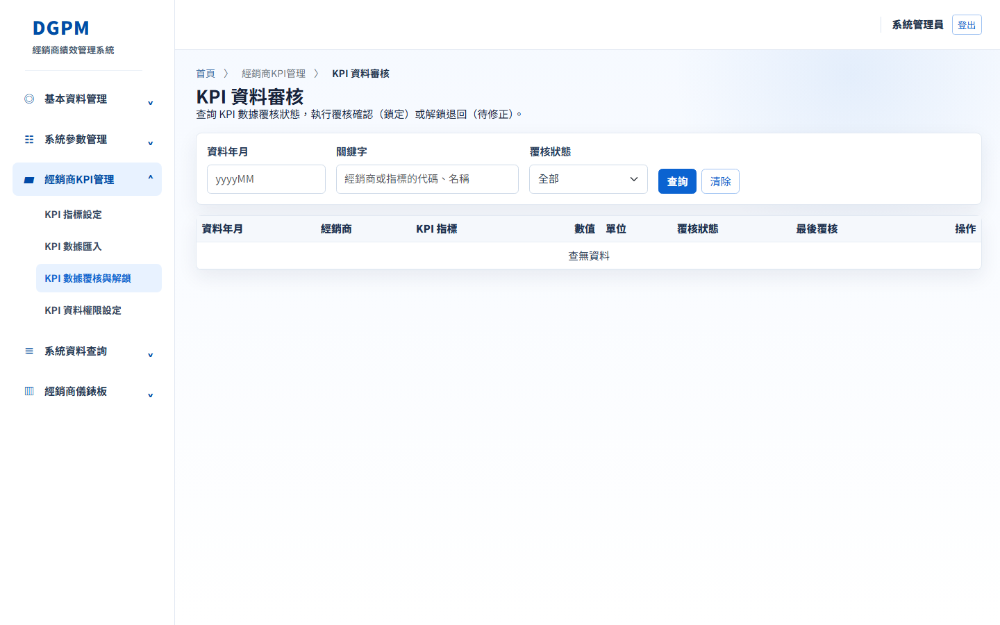 DGPM
經銷商績效管理系統
基本資料管理
系統參數管理
經銷商KPI管理
KPI 指標設定
KPI 數據匯入
KPI 數據覆核與解鎖
KPI 資料權限設定
系統資料查詢
經銷商儀錶板
系統管理員
登出
首頁 〉 經銷商KPI管理 〉 KPI 資料審核
KPI 資料審核
查詢 KPI 數據覆核狀態，執行覆核確認（鎖定）或解鎖退回（待修正）。
資料年月 關鍵字 覆核狀態
yyyyMM 經銷商或指標的代碼、名稱 全部 查詢 清除
資料年月 經銷商 KPI 指標 數值 單位 覆核狀態 最後覆核 操作
查無資料